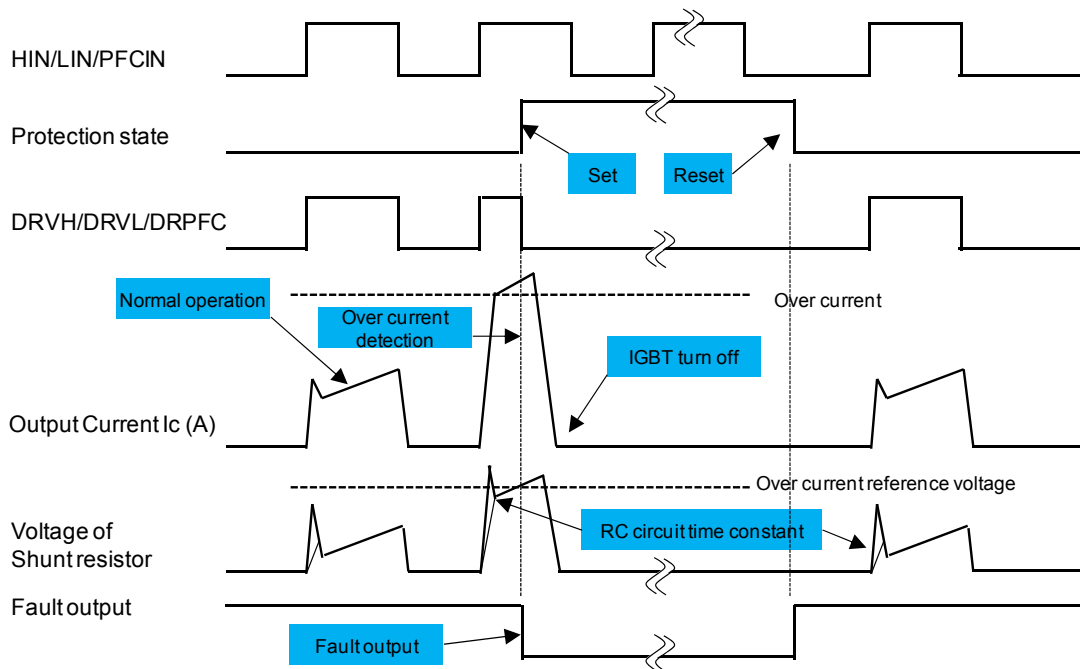 HIN/LIN/PFCIN
Protection state
Set
Reset
DRVH/DRVL/DRPFC
Normal operation
Over current
Over current
detection
IGBT turn off
Output Current Ic (A)
Over current reference voltage
RC circuit time constant
Voltage of
Shunt resistor
Fault output
Fault output